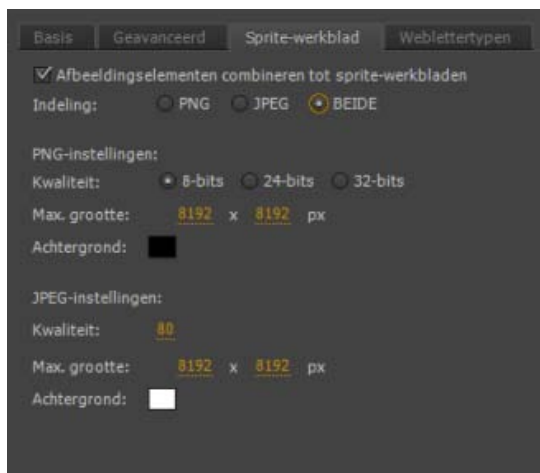 Basis Geavanceerd Sprite-werkblad Weblettertypen
Afbeeldingselementen combineren tot sprite-werkbladen
Indeling: PNG JPEG BEIDE
PNG-instellingen:
Kwaliteit: 8-bits 24-bits 32-bits
Max. grootte: 8192 x 8192 px
Achtergrond:
JPEG-instellingen:
Kwaliteit: 80
Max. grootte: 8192 x 8192 px
Achtergrond: